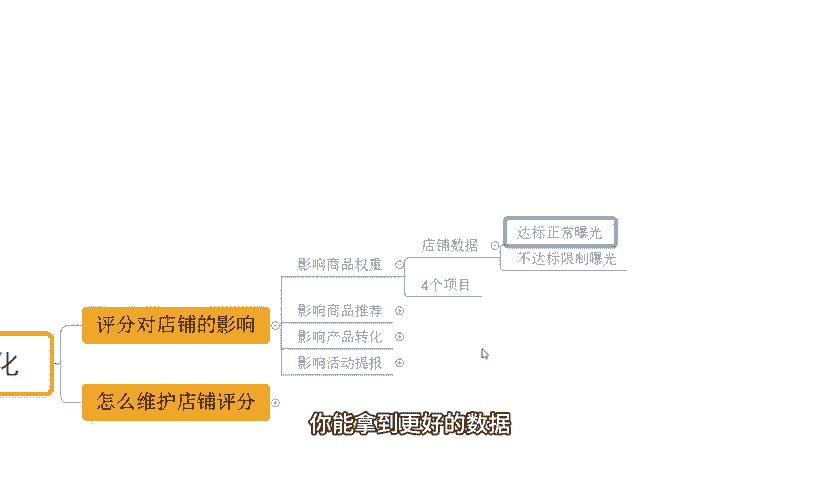 达标正常曝光
店铺数据
不达标限制曝光
影响商品权重
4个项目
影响商品推荐
评分对店铺的影响
影响产品转化
化
影响活动提报
怎么维护店铺评分
你能拿到更好的数据